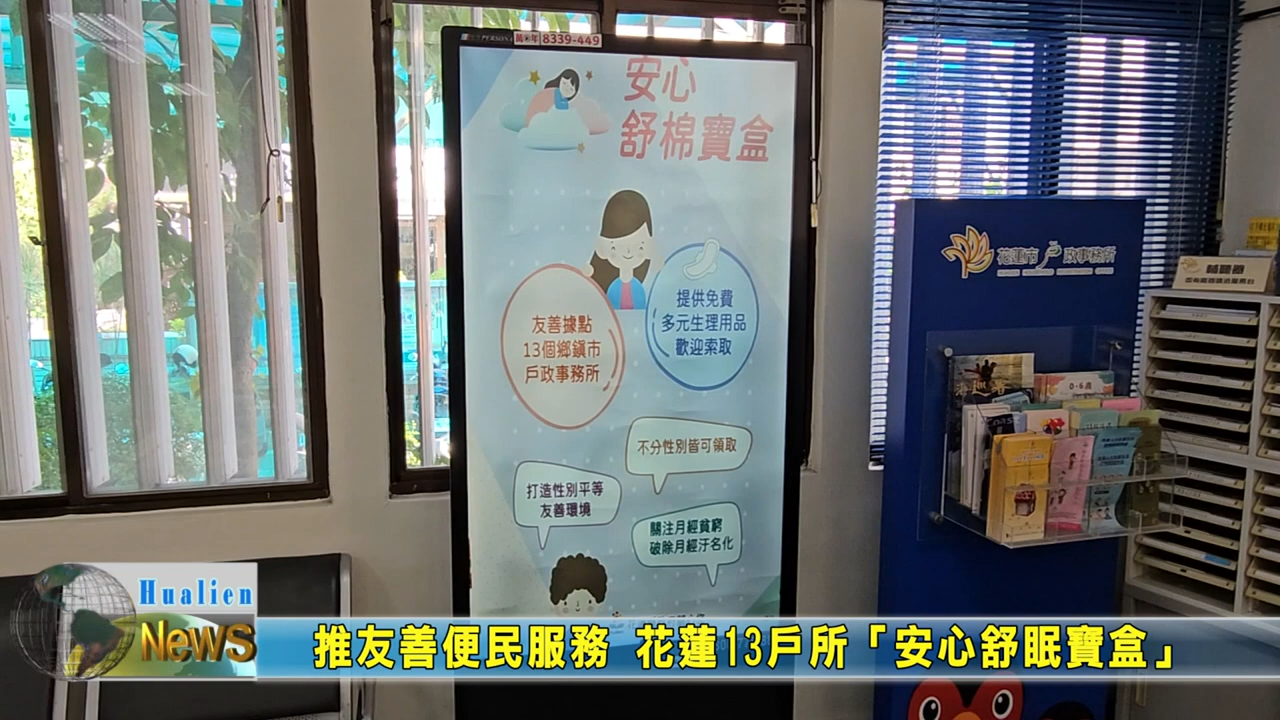 萬年 8339-449
安心
舒棉寶盒
提供免費
多元生理用品
歡迎索取
友善據點
13個鄉鎮市
戶政事務所
不分性別皆可領取
打造性別平等
友善環境
關注月經貧窮
破除月經汙名化
花蓮市 政事務所
0-6歲
Hualien
News
推友善便民服務 花蓮13戶所「安心舒眠寶盒」